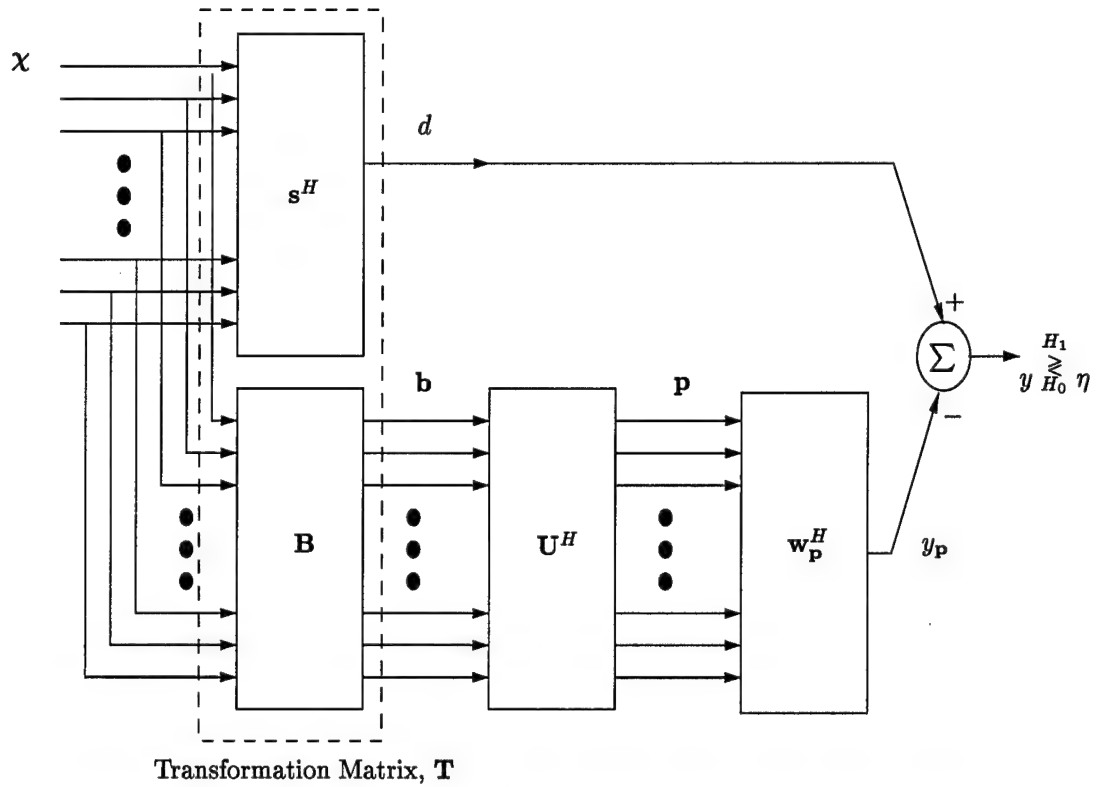 χ
d
s^H
+
Σ
−
H_1
y ≷ η
H_0
b
p
B
U^H
w_p^H
y_p
Transformation Matrix, T